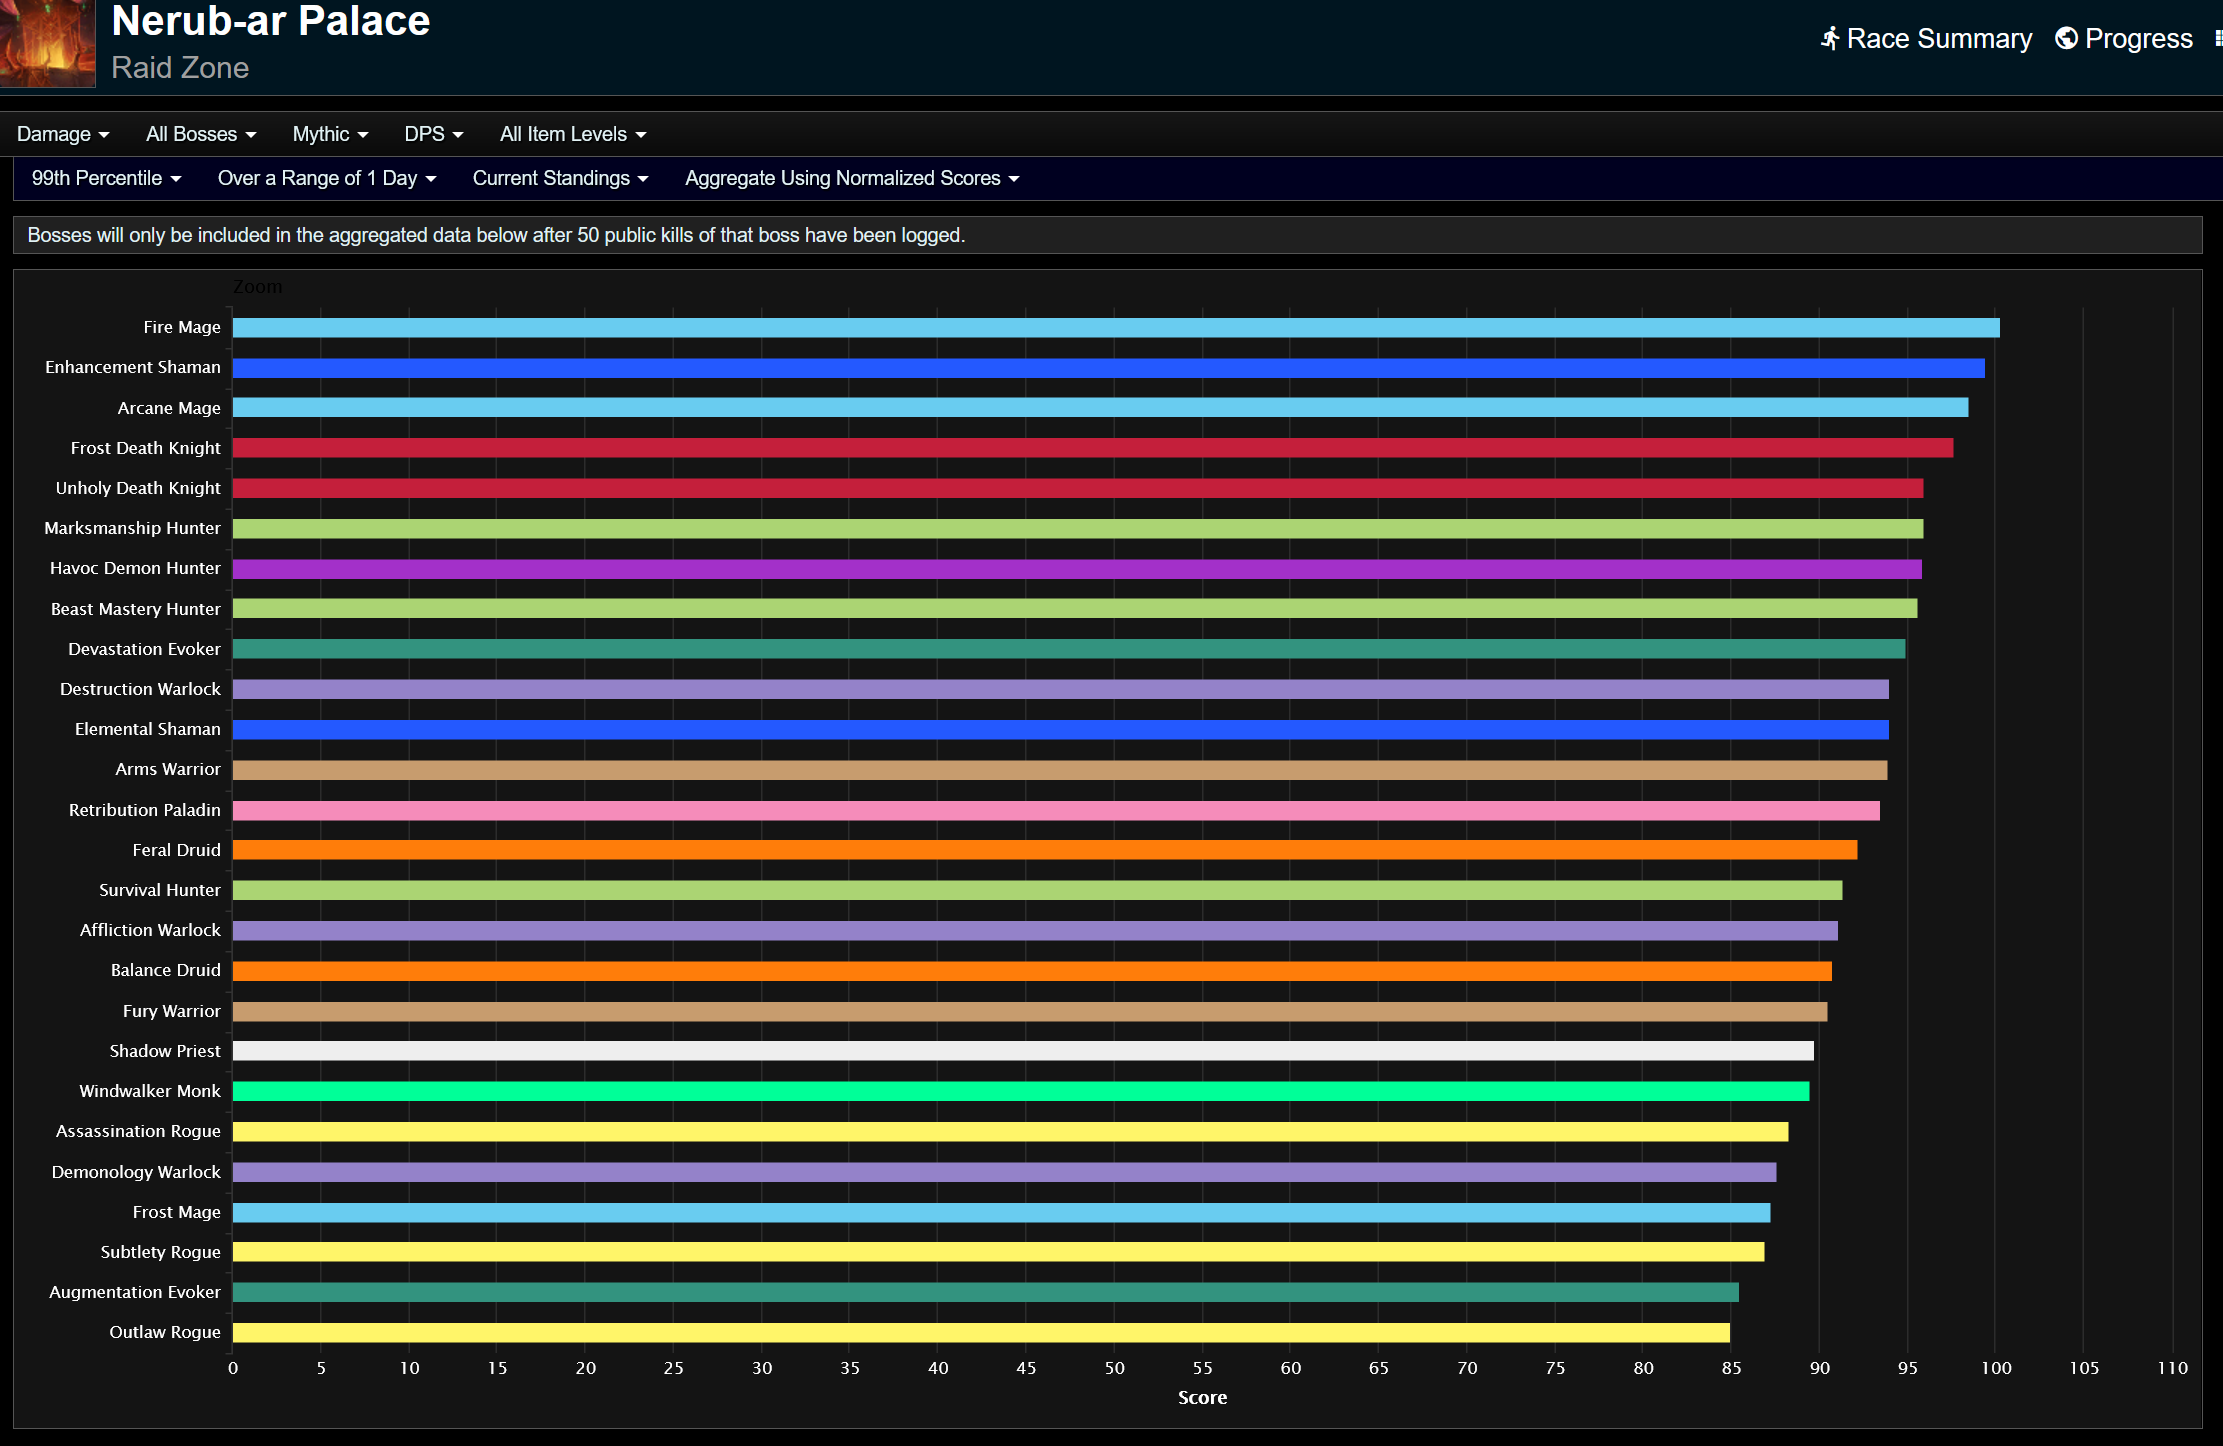 Nerub-ar Palace
Raid Zone
Race Summary Progress
Damage All Bosses Mythic DPS All Item Levels
99th Percentile Over a Range of 1 Day Current Standings Aggregate Using Normalized Scores
Bosses will only be included in the aggregated data below after 50 public kills of that boss have been logged.
Zoom
Fire Mage
Enhancement Shaman
Arcane Mage
Frost Death Knight
Unholy Death Knight
Marksmanship Hunter
Havoc Demon Hunter
Beast Mastery Hunter
Devastation Evoker
Destruction Warlock
Elemental Shaman
Arms Warrior
Retribution Paladin
Feral Druid
Survival Hunter
Affliction Warlock
Balance Druid
Fury Warrior
Shadow Priest
Windwalker Monk
Assassination Rogue
Demonology Warlock
Frost Mage
Subtlety Rogue
Augmentation Evoker
Outlaw Rogue
0 5 10 15 20 25 30 35 40 45 50 55 60 65 70 75 80 85 90 95 100 105 110
Score